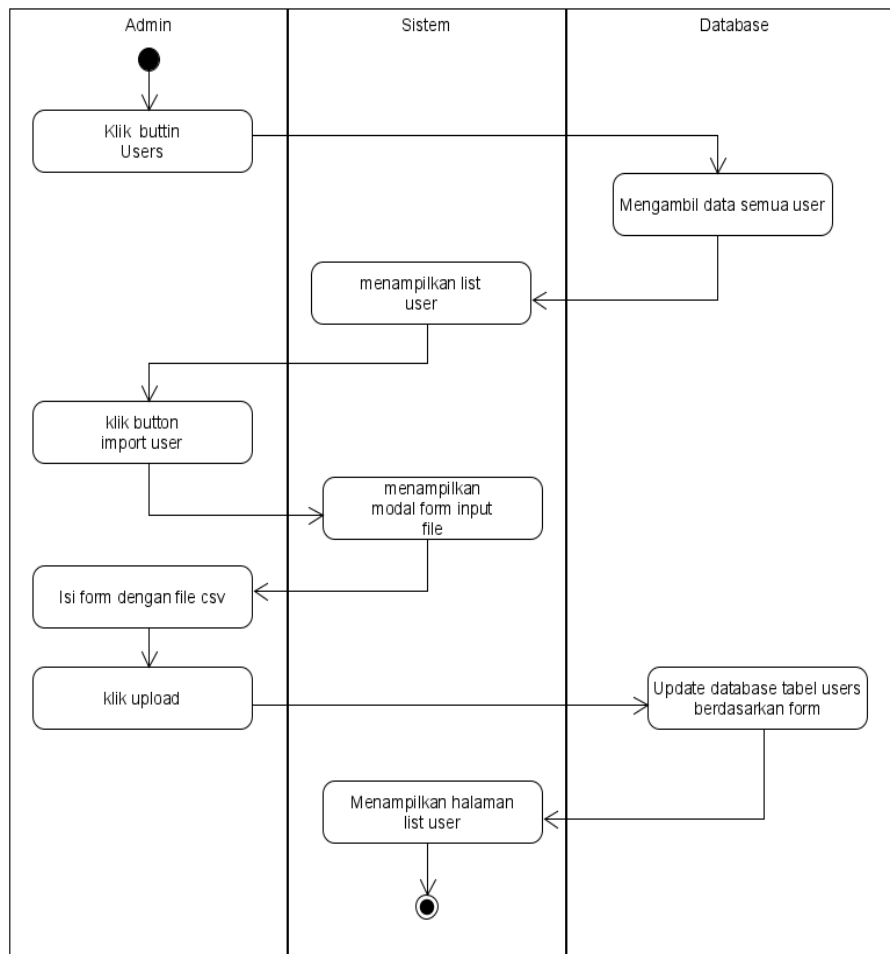 Admin
Sistem
Database
Klik buttin
Users
Mengambil data semua user
menampilkan list
user
klik button
import user
menampilkan
modal form input
file
Isi form dengan file csv
klik upload
Update database tabel users
berdasarkan form
Menampilkan halaman
list user